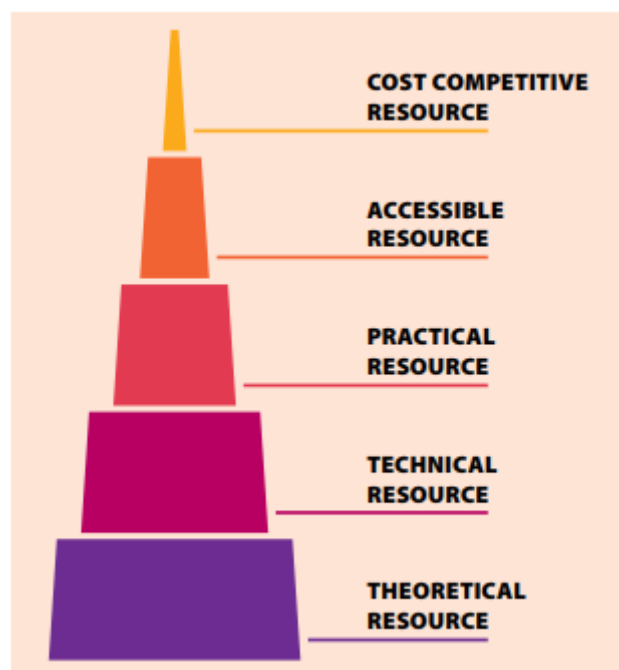 COST COMPETITIVE
RESOURCE
ACCESSIBLE
RESOURCE
PRACTICAL
RESOURCE
TECHNICAL
RESOURCE
THEORETICAL
RESOURCE